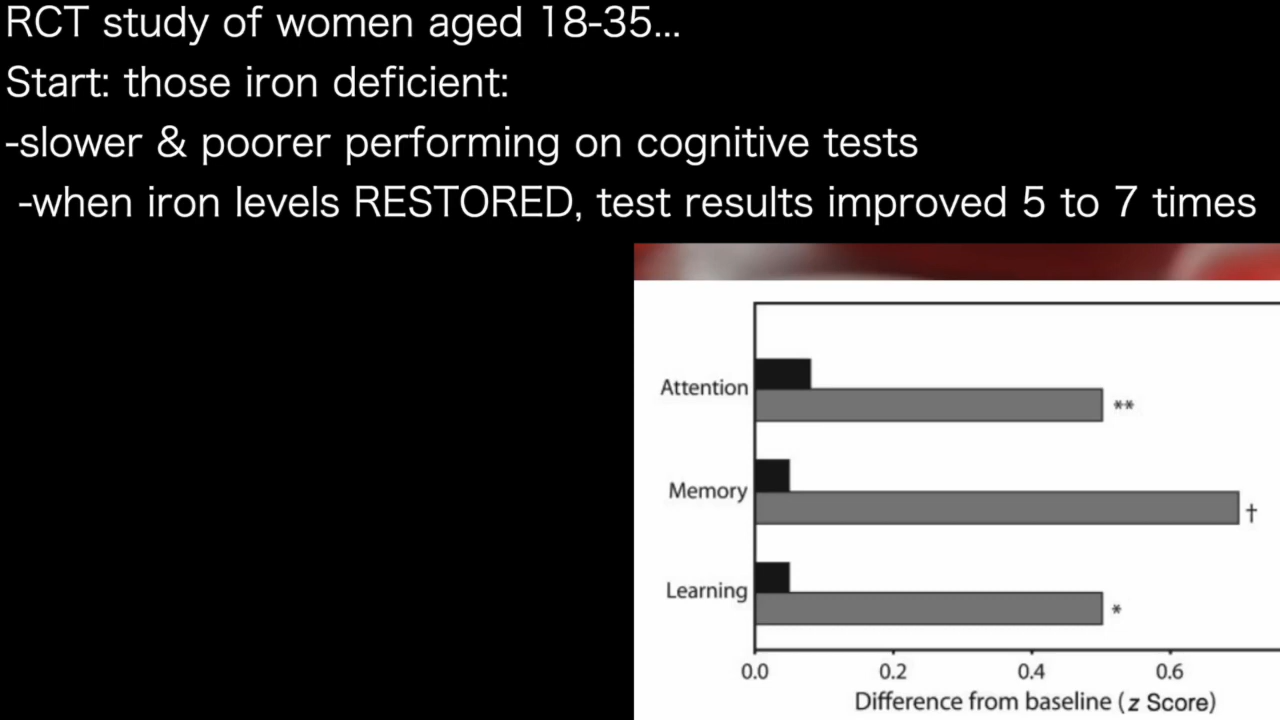 RCT study of women aged 18-35...
Start: those iron deficient:
-slower & poorer performing on cognitive tests
-when iron levels RESTORED, test results improved 5 to 7 times
Attention
**
Memory
†
Learning
*
0.0 0.2 0.4 0.6
Difference from baseline (z Score)